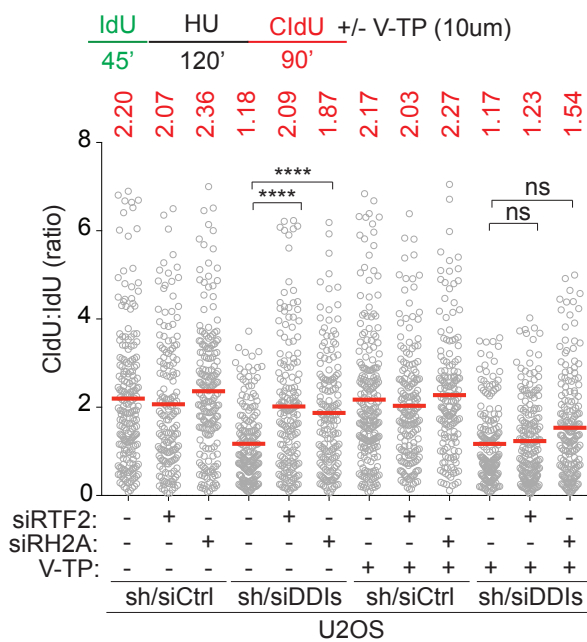 IdU HU CldU +/- V-TP (10um)
45' 120' 90'
2.20 2.07 2.36 1.18 2.09 1.87 2.17 2.03 2.27 1.17 1.23 1.54
8
6
4
2
0
CldU:IdU (ratio)
****
****
ns
ns
siRTF2: - + - - + - - + - - + -
siRH2A: - - + - - + - - + - - +
V-TP: - - - - - - + + + + + +
sh/siCtrl sh/siDDIs sh/siCtrl sh/siDDIs
U2OS